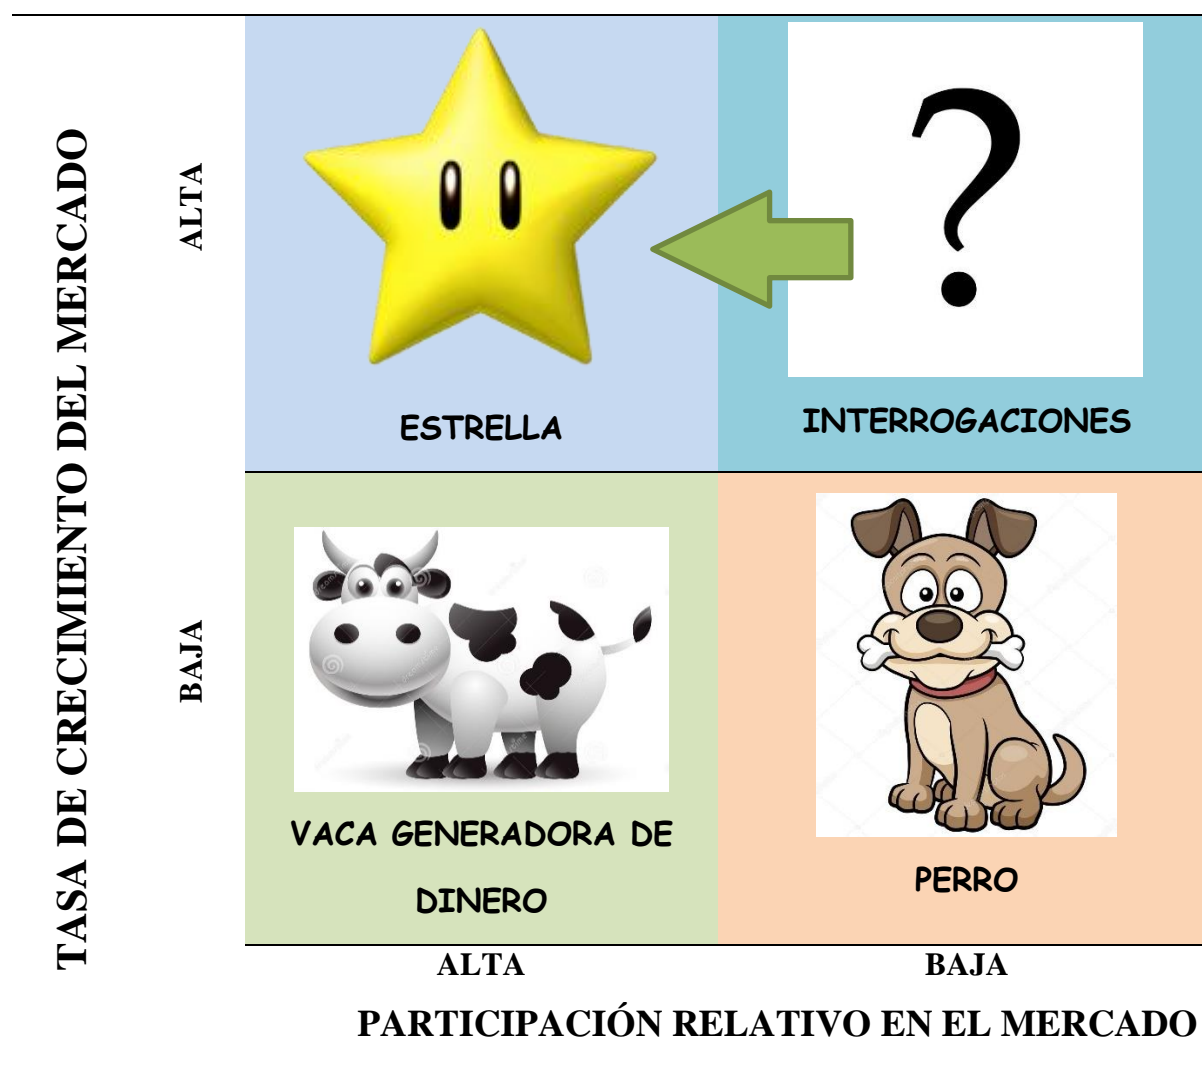 TASA DE CRECIMIENTO DEL MERCADO
ALTA
?
ESTRELLA
INTERROGACIONES
BAJA
VACA GENERADORA DE
DINERO
PERRO
ALTA
BAJA
PARTICIPACIÓN RELATIVO EN EL MERCADO